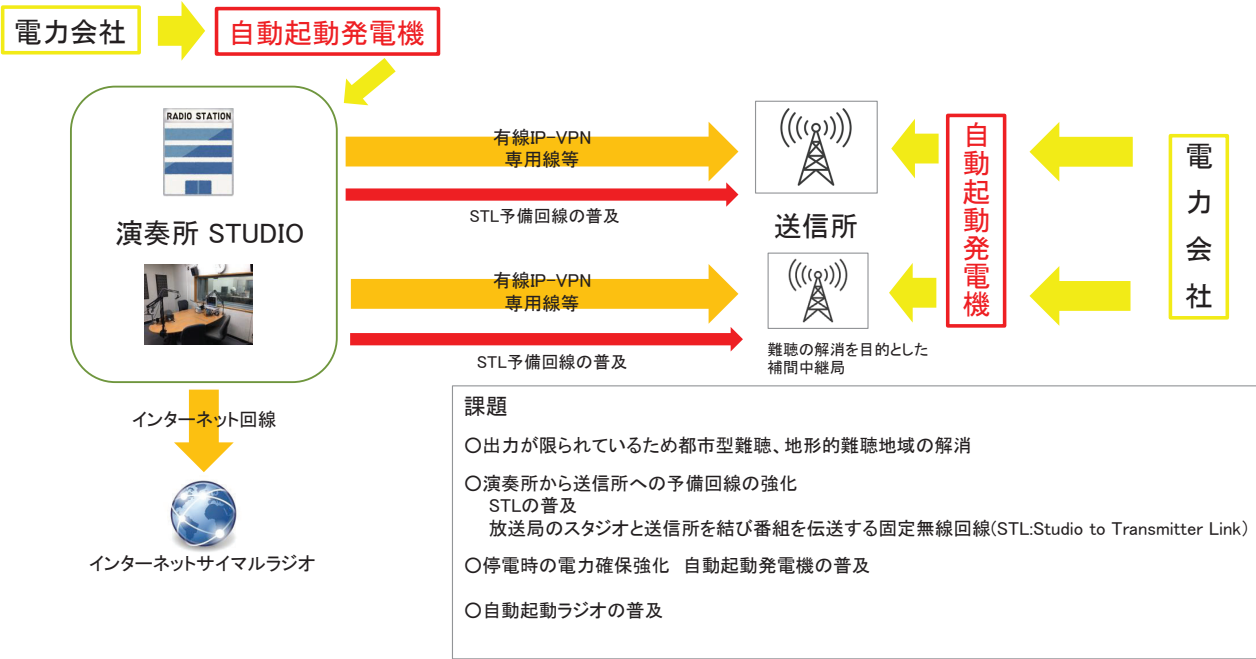 電力会社
自動起動発電機
RADIO STATION
演奏所 STUDIO
有線IP-VPN
専用線等
STL予備回線の普及
有線IP-VPN
専用線等
STL予備回線の普及
送信所
難聴の解消を目的とした
補間中継局
自動起動発電機
電力会社
インターネット回線
インターネットサイマルラジオ
課題
○出力が限られているため都市型難聴、地形的難聴地域の解消
○演奏所から送信所への予備回線の強化
STLの普及
放送局のスタジオと送信所を結び番組を伝送する固定無線回線(STL:Studio to Transmitter Link)
○停電時の電力確保強化　自動起動発電機の普及
○自動起動ラジオの普及